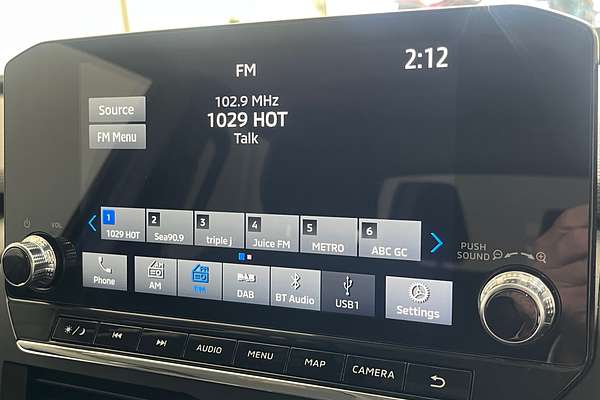 2:12
FM
102.9 MHz
1029 HOT
Talk
Source
FM Menu
1 1029 HOT
2 Sea90.9
3 triple j
4 Juice FM
5 METRO
6 ABC GC
VOL
PUSH
SOUND
Phone
AM
FM
DAB
BT Audio
USB1
Settings
AUDIO
MENU
MAP
CAMERA